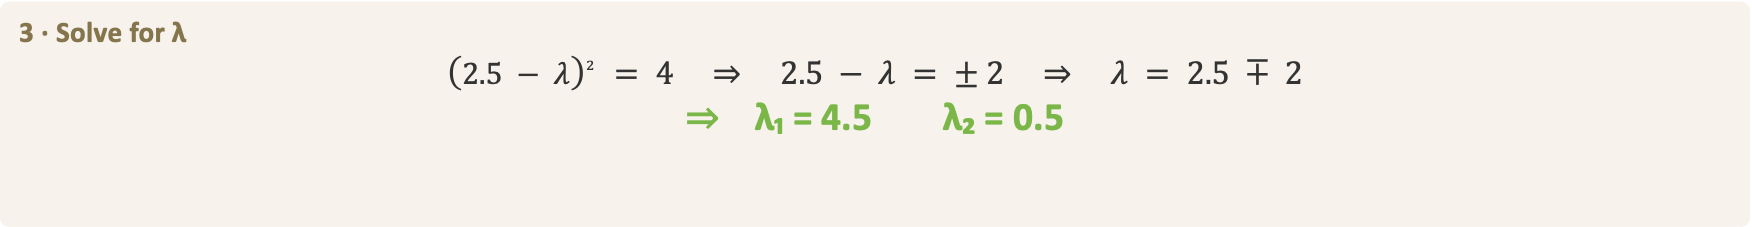 3 · Solve for λ
(2.5 − λ)² = 4 ⇒ 2.5 − λ = ± 2 ⇒ λ = 2.5 ∓ 2
⇒ λ₁ = 4.5 λ₂ = 0.5